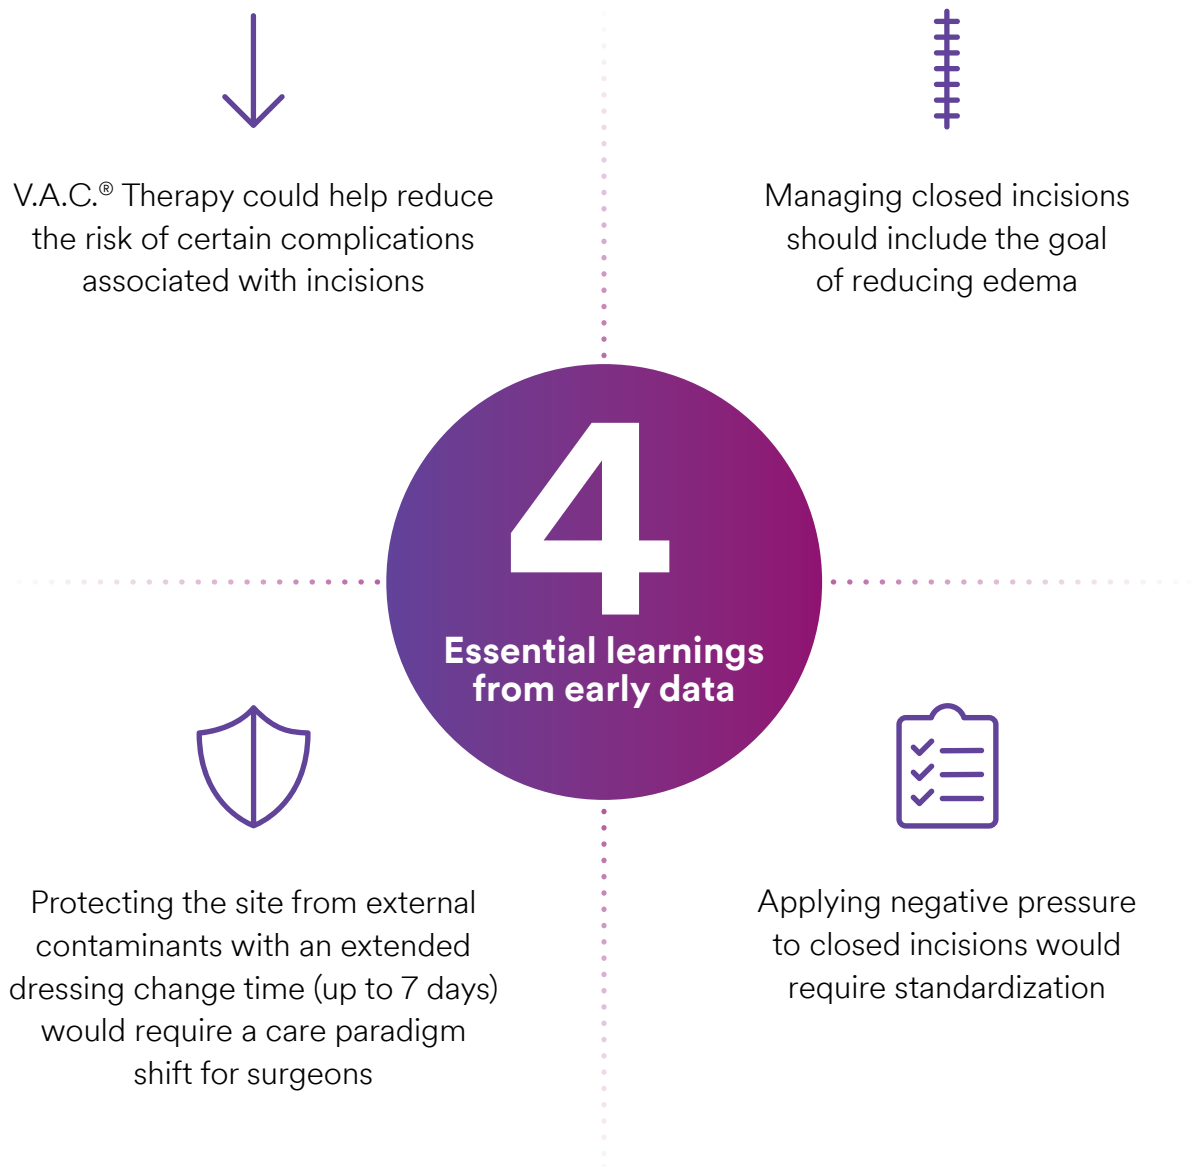 V.A.C.® Therapy could help reduce
the risk of certain complications
associated with incisions
Managing closed incisions
should include the goal
of reducing edema
4
Essential learnings
from early data
Protecting the site from external
contaminants with an extended
dressing change time (up to 7 days)
would require a care paradigm
shift for surgeons
Applying negative pressure
to closed incisions would
require standardization